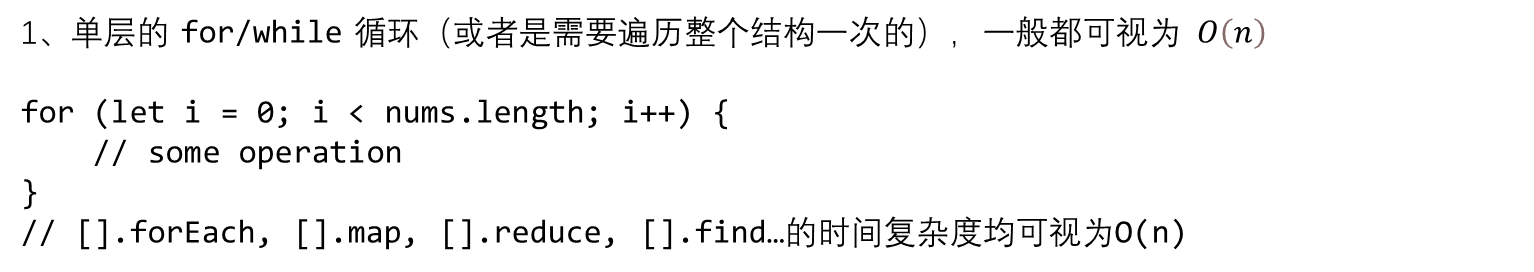 1、单层的 for/while 循环（或者是需要遍历整个结构一次的），一般都可视为 O(n)
for (let i = 0; i < nums.length; i++) {
    // some operation
}
// [].forEach, [].map, [].reduce, [].find…的时间复杂度均可视为O(n)